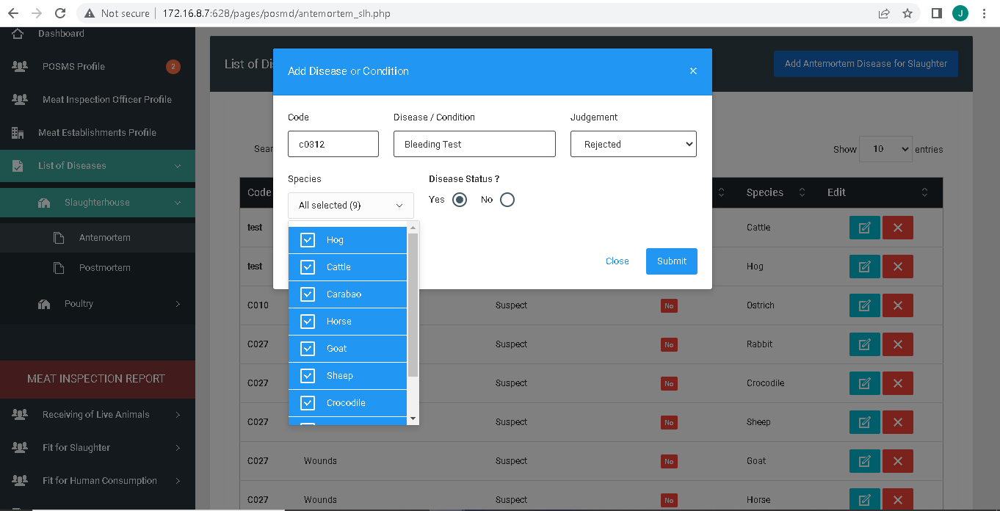 Not secure
172.16.8.7:628/pages/posmd/antemortem_slh.php
J
Dashboard
POSMS Profile
2
Meat Inspection Officer Profile
Meat Establishments Profile
List of Diseases
Slaughterhouse
Antemortem
Postmortem
Poultry
MEAT INSPECTION REPORT
Receiving of Live Animals
Fit for Slaughter
Fit for Human Consumption
List of Di
Add Antemortem Disease for Slaughter
Add Disease or Condition
Code
Disease / Condition
Judgement
c0312
Bleeding Test
Rejected
Species
Disease Status ?
All selected (9)
Yes
No
Hog
Cattle
Carabao
Horse
Goat
Sheep
Crocodile
Close
Submit
Sear
Show 10 entries
Code
Species
Edit
test
Cattle
test
Hog
C010
Suspect
No
Ostrich
C027
Suspect
No
Rabbit
C027
Suspect
No
Crocodile
C027
Suspect
No
Sheep
C027
Wounds
Suspect
No
Goat
C027
Wounds
Suspect
No
Horse